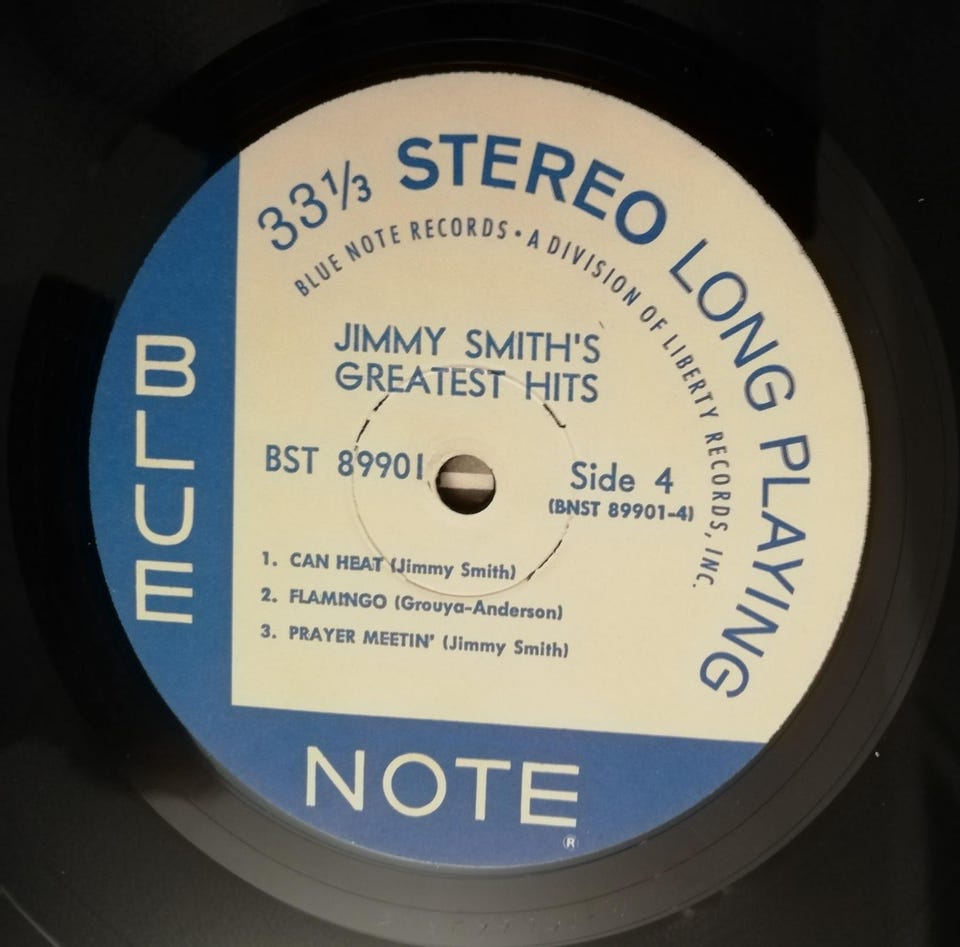 33⅓ STEREO LONG PLAYING
BLUE NOTE RECORDS • A DIVISION OF LIBERTY RECORDS, INC.
JIMMY SMITH'S
GREATEST HITS
BST 89901
Side 4
(BNST 89901-4)
1. CAN HEAT (Jimmy Smith)
2. FLAMINGO (Grouya-Anderson)
3. PRAYER MEETIN' (Jimmy Smith)
BLUE
NOTE
®